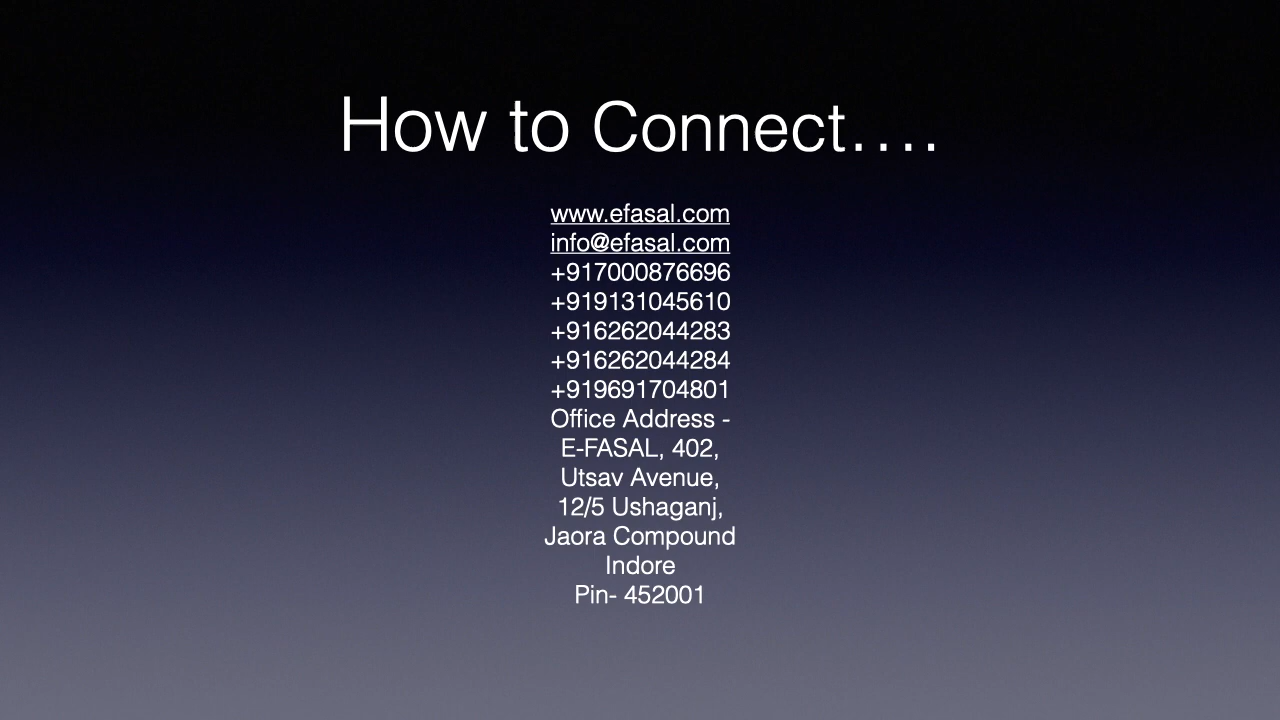 How to Connect....
www.efasal.com
info@efasal.com
+917000876696
+919131045610
+916262044283
+916262044284
+919691704801
Office Address -
E-FASAL, 402,
Utsav Avenue,
12/5 Ushaganj,
Jaora Compound
Indore
Pin- 452001